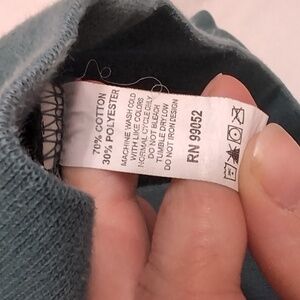 70% COTTON
30% POLYESTER
MACHINE WASH COLD
WITH LIKE COLORS
NORMAL CYCLE ONLY
DO NOT BLEACH
TUMBLE DRY LOW
DO NOT IRON DESIGN
RN 99052